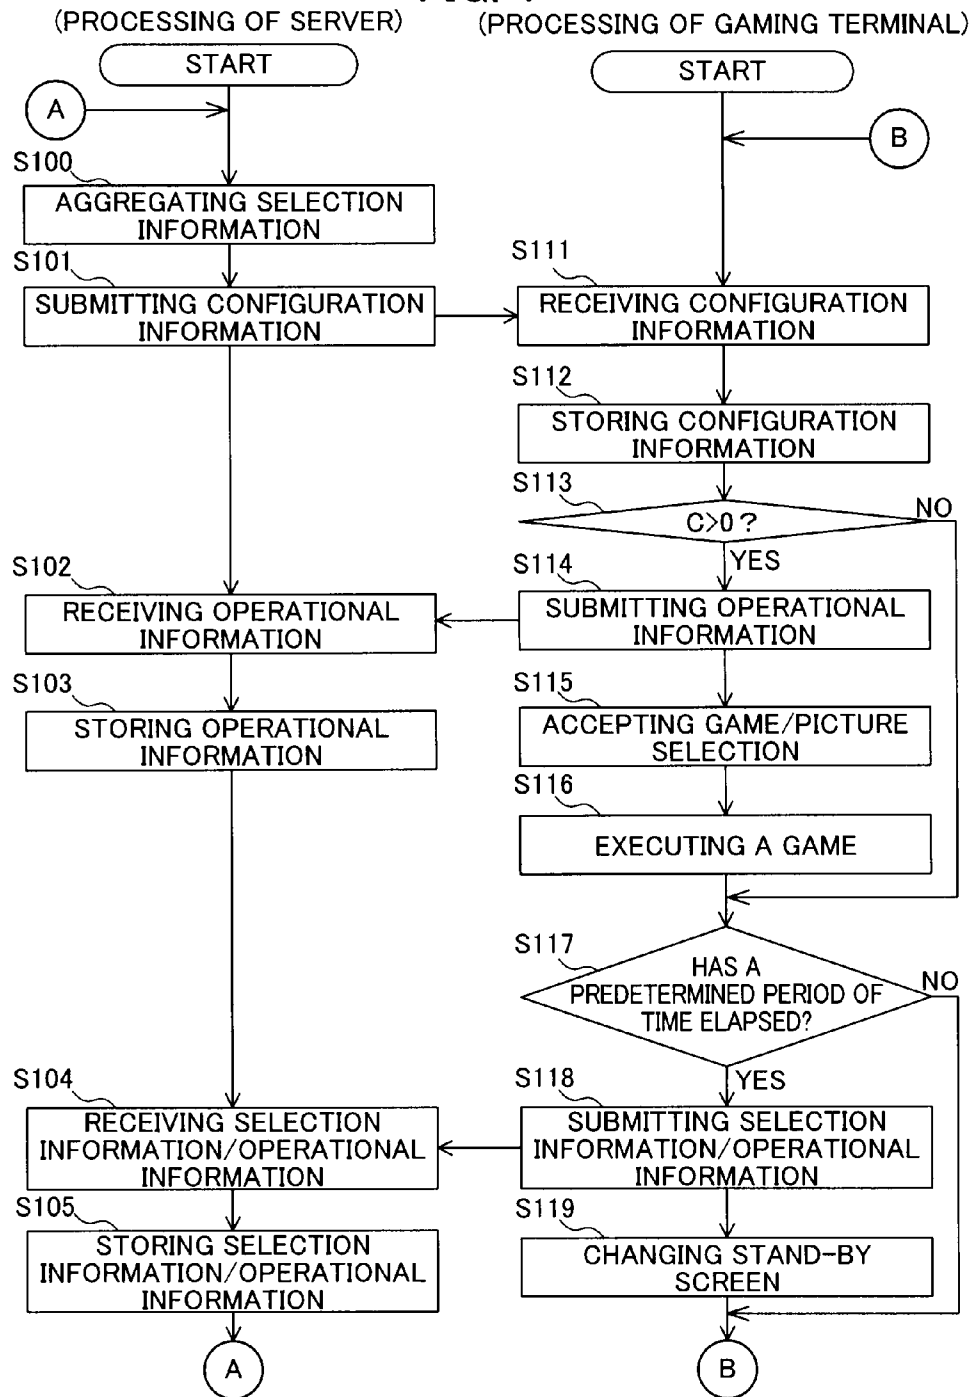 (PROCESSING OF SERVER)
START
A
S100
AGGREGATING SELECTION
INFORMATION
S101
SUBMITTING CONFIGURATION
INFORMATION
S102
RECEIVING OPERATIONAL
INFORMATION
S103
STORING OPERATIONAL
INFORMATION
S104
RECEIVING SELECTION
INFORMATION/OPERATIONAL
INFORMATION
S105
STORING SELECTION
INFORMATION/OPERATIONAL
INFORMATION
A
(PROCESSING OF GAMING TERMINAL)
START
B
S111
RECEIVING CONFIGURATION
INFORMATION
S112
STORING CONFIGURATION
INFORMATION
S113
C>0?
NO
YES
S114
SUBMITTING OPERATIONAL
INFORMATION
S115
ACCEPTING GAME/PICTURE
SELECTION
S116
EXECUTING A GAME
S117
HAS A
PREDETERMINED PERIOD OF
TIME ELAPSED?
NO
YES
S118
SUBMITTING SELECTION
INFORMATION/OPERATIONAL
INFORMATION
S119
CHANGING STAND-BY
SCREEN
B